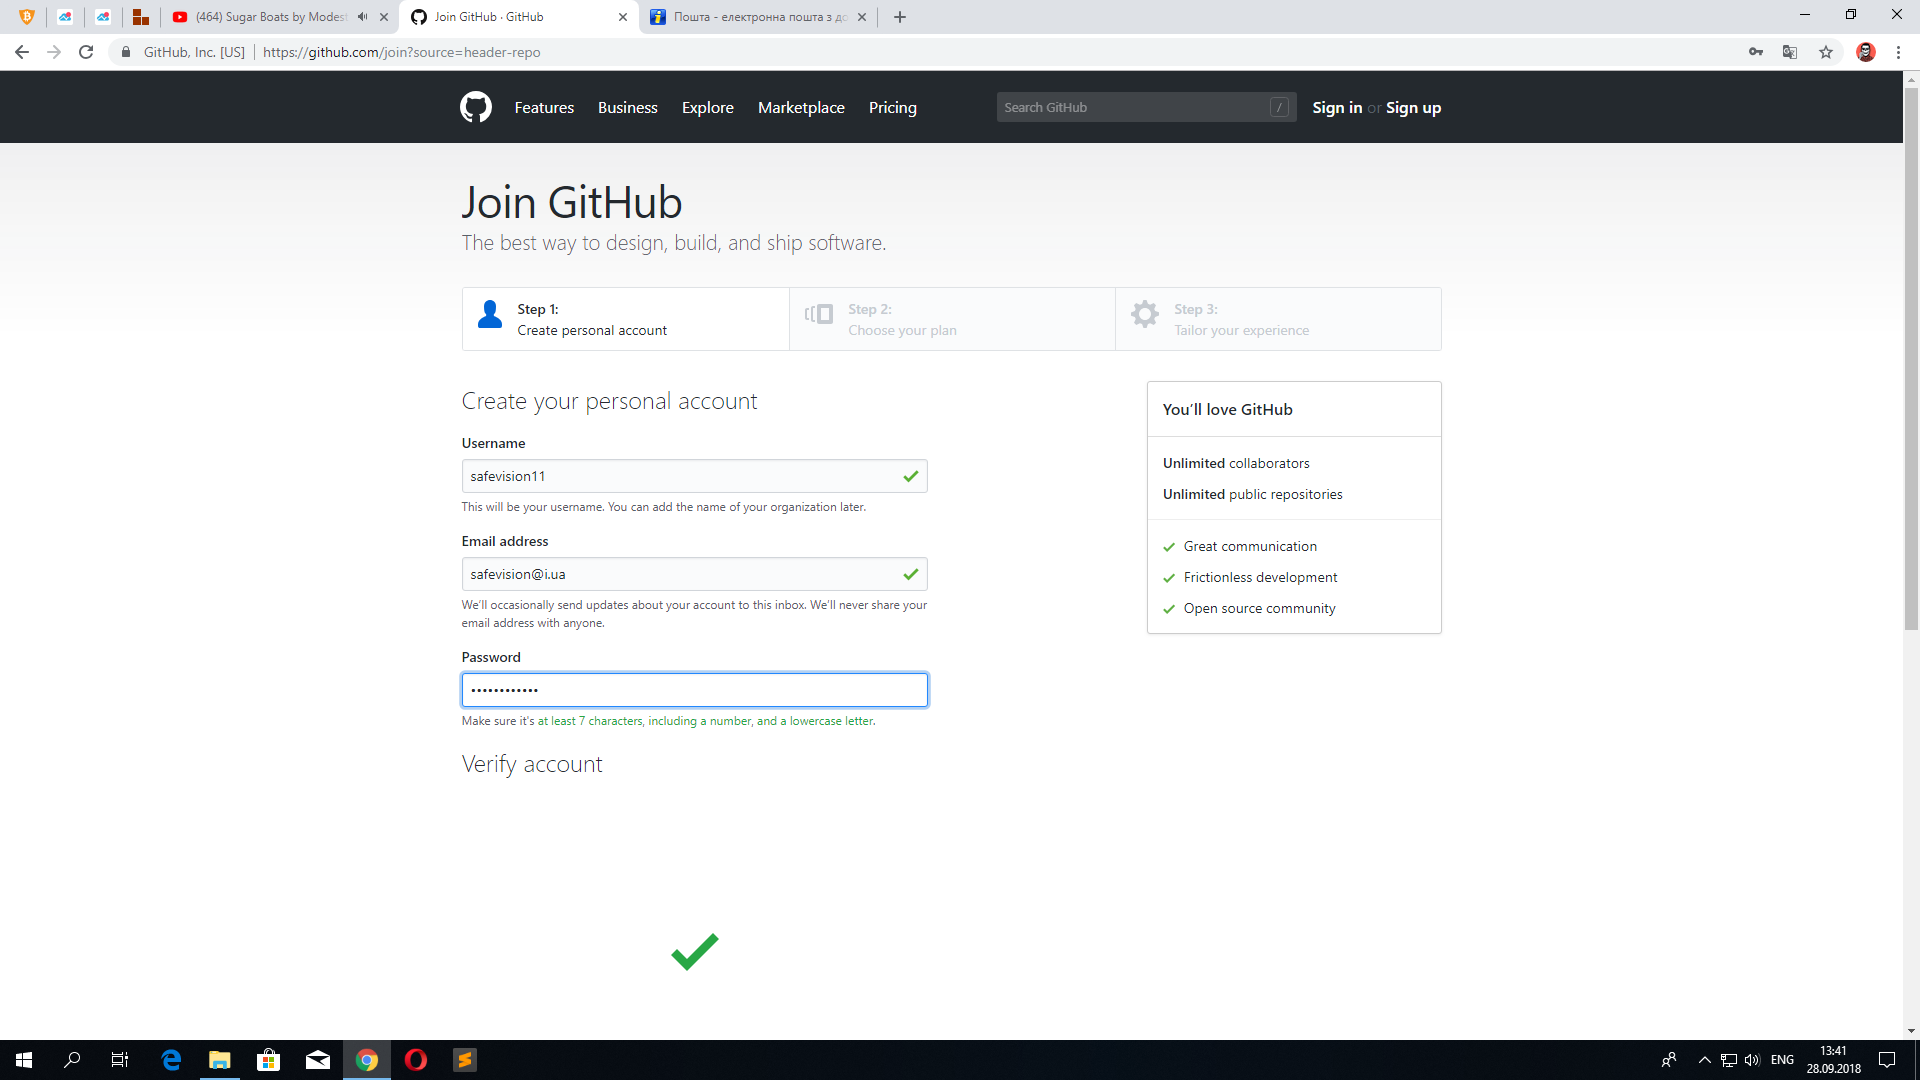 (464) Sugar Boats by Modest
Join GitHub · GitHub
Пошта - електронна пошта з до
GitHub, Inc. [US]
https://github.com/join?source=header-repo
Features
Business
Explore
Marketplace
Pricing
Search GitHub
/
Sign in or Sign up
Join GitHub
The best way to design, build, and ship software.
Step 1:
Create personal account
Step 2:
Choose your plan
Step 3:
Tailor your experience
Create your personal account
Username
safevision11
This will be your username. You can add the name of your organization later.
Email address
safevision@i.ua
We'll occasionally send updates about your account to this inbox. We'll never share your
email address with anyone.
Password
••••••••••••
Make sure it's at least 7 characters, including a number, and a lowercase letter.
Verify account
You'll love GitHub
Unlimited collaborators
Unlimited public repositories
Great communication
Frictionless development
Open source community
ENG
13:41
28.09.2018